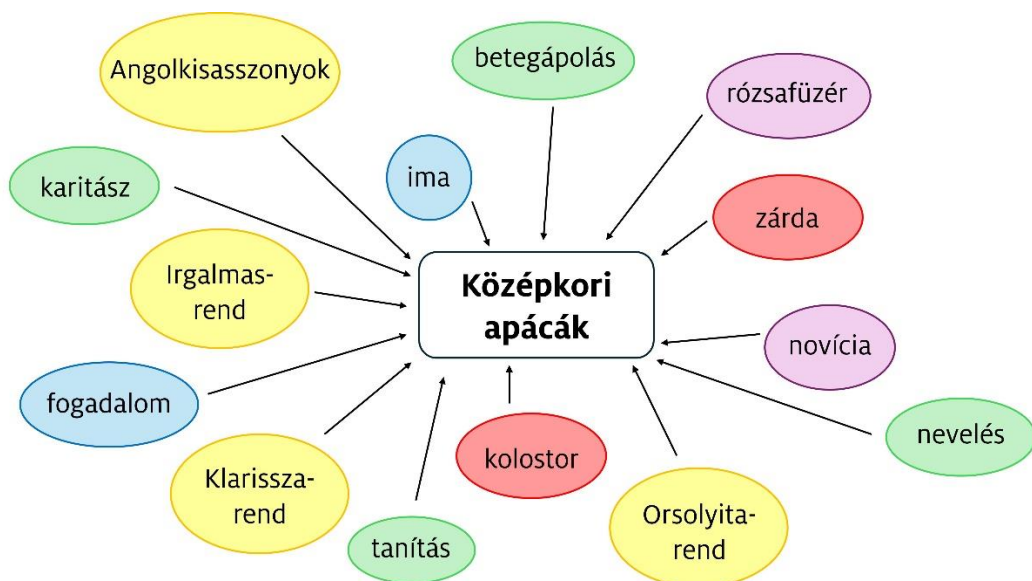 Angolkisasszonyok
betegápolás
rózsafüzér
karitász
ima
zárda
Irgalmas-
rend
Középkori
apácák
novícia
fogadalom
nevelés
Klarissza-
rend
kolostor
tanítás
Orsolyita-
rend